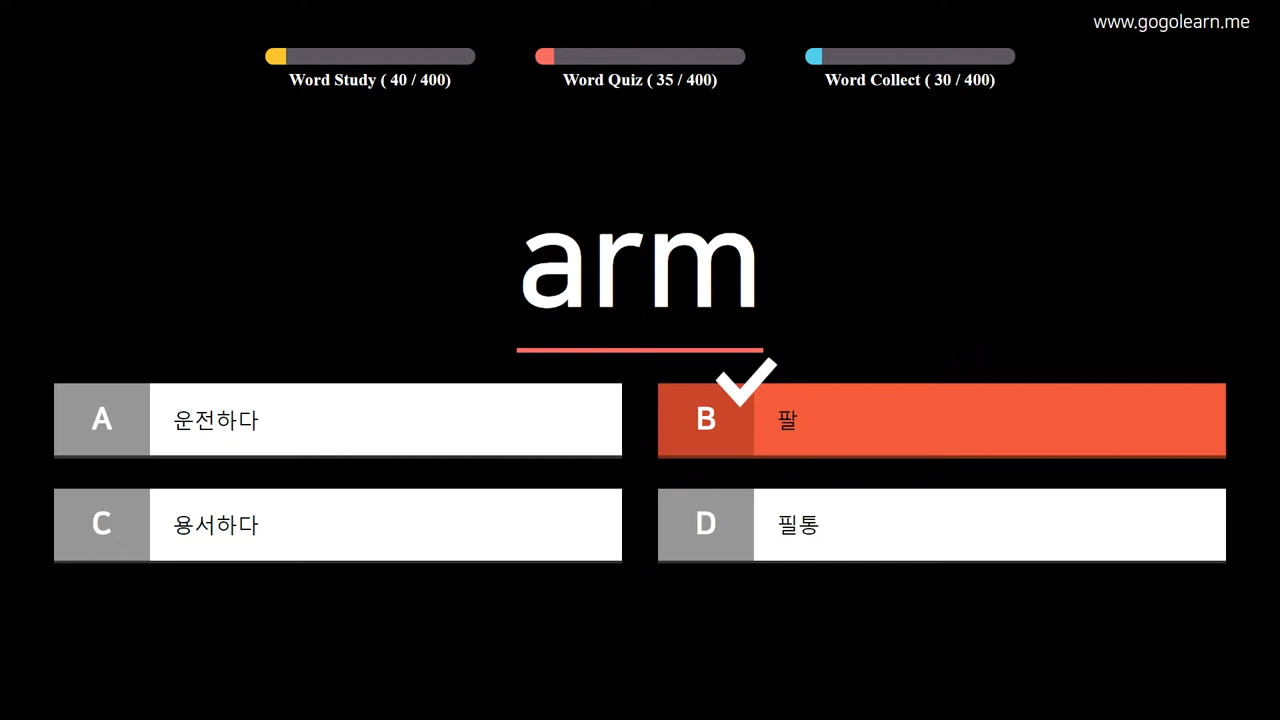 www.gogolearn.me
Word Study ( 40 / 400)
Word Quiz ( 35 / 400)
Word Collect ( 30 / 400)
arm
A 운전하다
B 팔
C 용서하다
D 필통